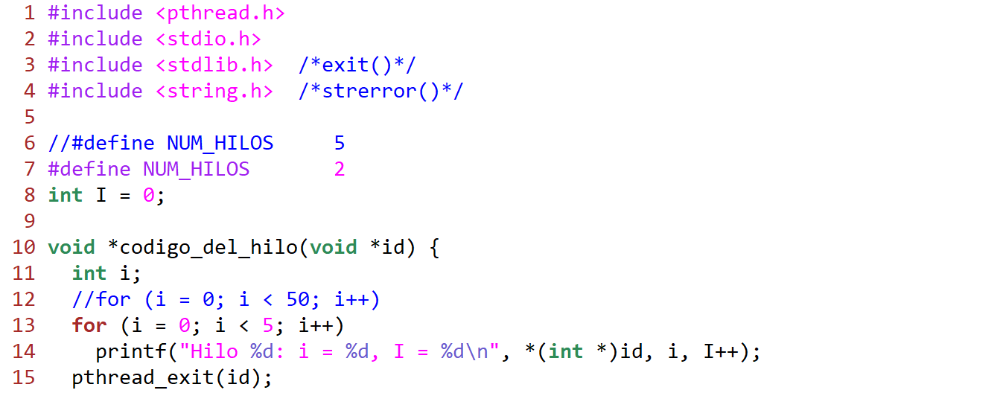 1 #include <pthread.h>
2 #include <stdio.h>
3 #include <stdlib.h>  /*exit()*/
4 #include <string.h>  /*strerror()*/
5
6 //#define NUM_HILOS     5
7 #define NUM_HILOS       2
8 int I = 0;
9
10 void *codigo_del_hilo(void *id) {
11   int i;
12   //for (i = 0; i < 50; i++)
13   for (i = 0; i < 5; i++)
14     printf("Hilo %d: i = %d, I = %d\n", *(int *)id, i, I++);
15   pthread_exit(id);